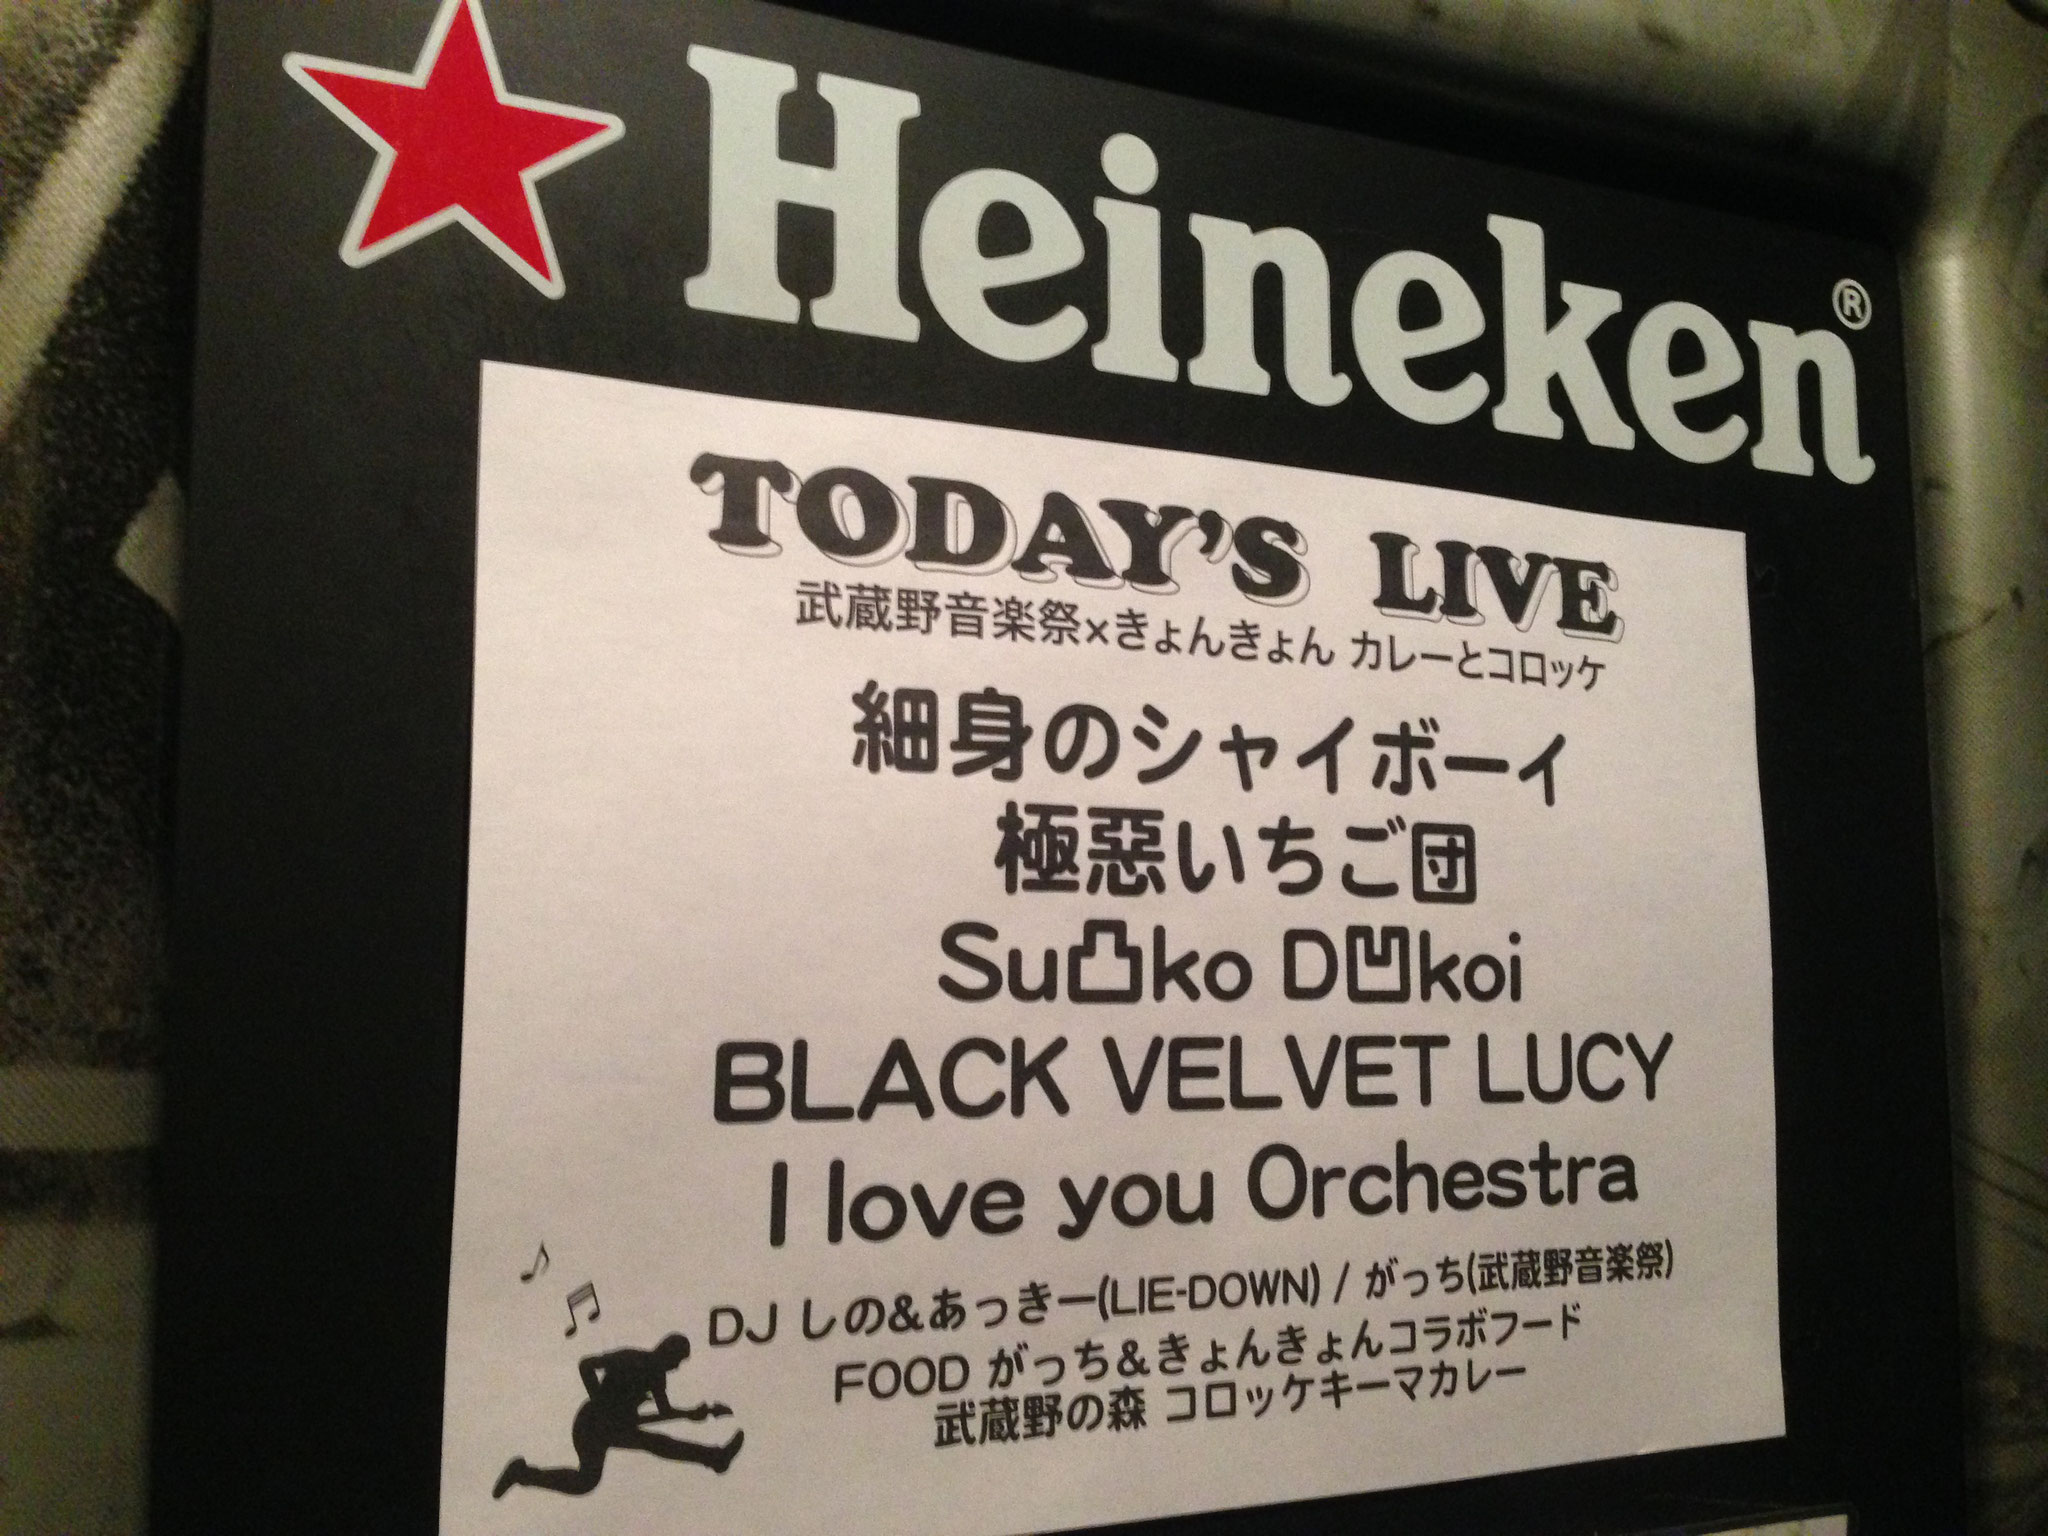 Heineken®
TODAY'S LIVE
武蔵野音楽祭×きょんきょん カレーとコロッケ
細身のシャイボーイ
極惡いちご団
Su凸ko D凹koi
BLACK VELVET LUCY
I love you Orchestra
DJ しの&あっきー(LIE-DOWN) / がっち(武蔵野音楽祭)
FOOD がっち&きょんきょんコラボフード
武蔵野の森 コロッケキーマカレー